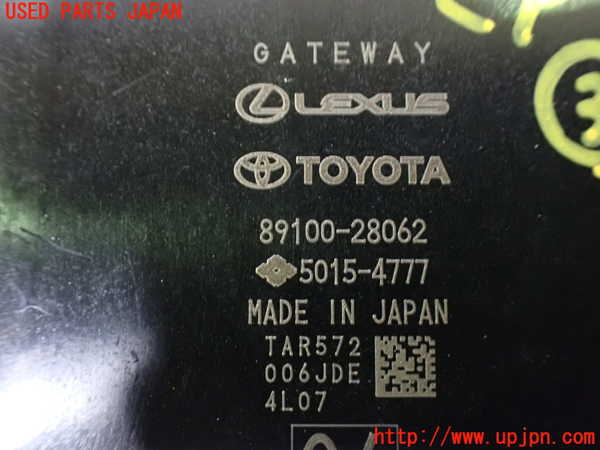 USED PARTS JAPAN
GATEWAY
LEXUS
TOYOTA
89100-28062
5015-4777
MADE IN JAPAN
TAR572
006JDE
4L07
http://www.upjpn.com/